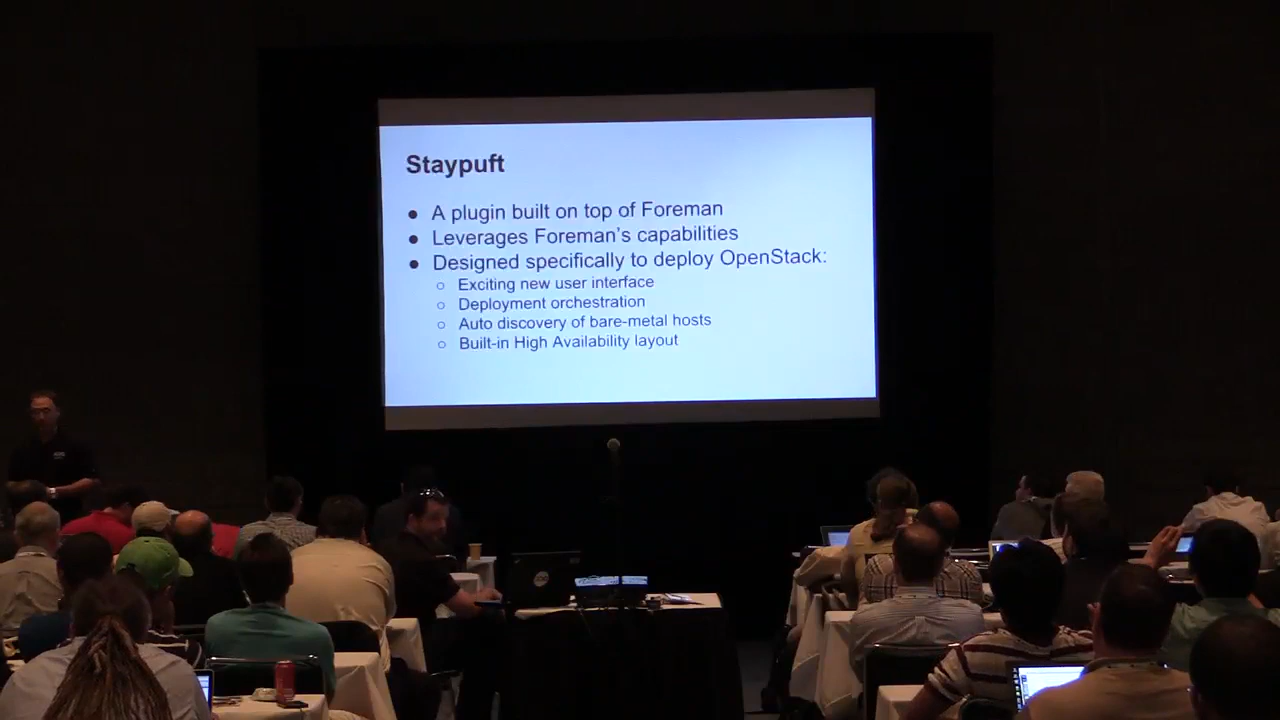 Staypuft
● A plugin built on top of Foreman
● Leverages Foreman's capabilities
● Designed specifically to deploy OpenStack:
○ Exciting new user interface
○ Deployment orchestration
○ Auto discovery of bare-metal hosts
○ Built-in High Availability layout